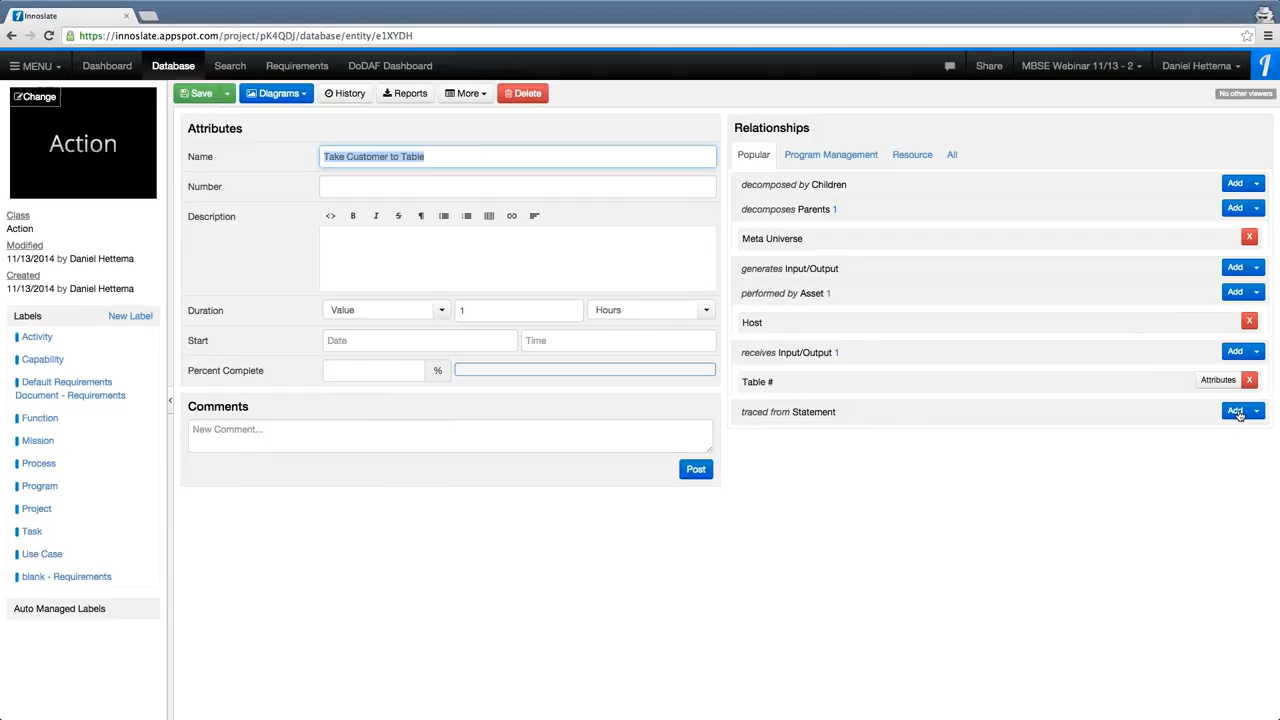 Innoslate
https://innoslate.appspot.com/project/pK4QDJ/database/entity/e1XYDH
MENU Dashboard Database Search Requirements DoDAF Dashboard Share MBSE Webinar 11/13 - 2 Daniel Hettema
Change
Action
Class
Action
Modified
11/13/2014 by Daniel Hettema
Created
11/13/2014 by Daniel Hettema
Labels New Label
Activity
Capability
Default Requirements
Document - Requirements
Function
Mission
Process
Program
Project
Task
Use Case
blank - Requirements
Auto Managed Labels
Save Diagrams History Reports More Delete
No other viewers
Attributes
Name Take Customer to Table
Number
Description <> B I S ¶
Duration Value 1 Hours
Start Date Time
Percent Complete %
Comments
New Comment...
Post
Relationships
Popular Program Management Resource All
decomposed by Children Add
decomposes Parents 1 Add
Meta Universe X
generates Input/Output Add
performed by Asset 1 Add
Host X
receives Input/Output 1 Add
Table # Attributes X
traced from Statement Add